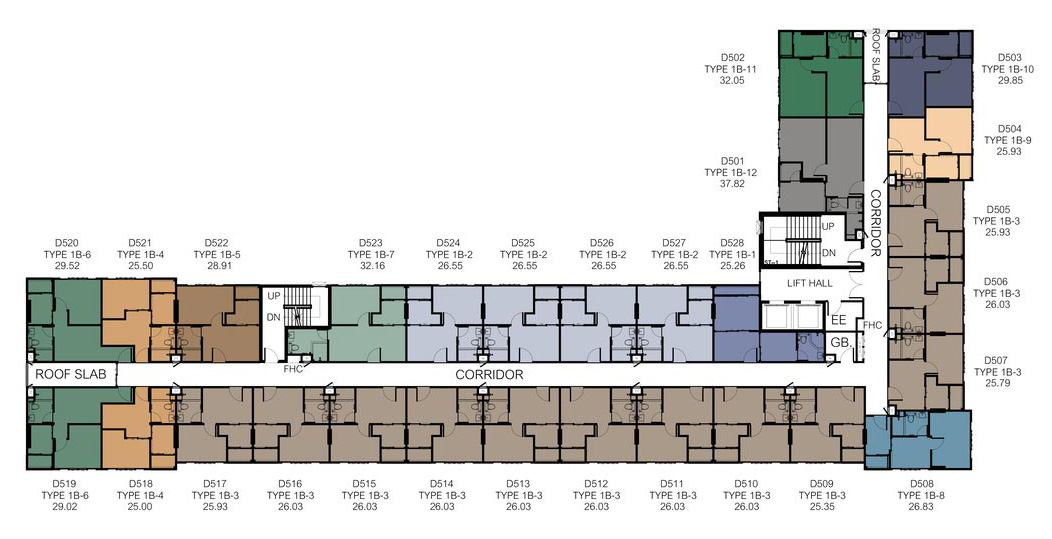 D502
TYPE 1B-11
32.05
ROOF SLAB
D503
TYPE 1B-10
29.85
D504
TYPE 1B-9
25.93
D501
TYPE 1B-12
37.82
CORRIDOR
D505
TYPE 1B-3
25.93
UP
DN
ST-1
LIFT HALL
EE
FHC
GB.
D506
TYPE 1B-3
26.03
D507
TYPE 1B-3
25.79
D520
TYPE 1B-6
29.52
D521
TYPE 1B-4
25.50
D522
TYPE 1B-5
28.91
D523
TYPE 1B-7
32.16
D524
TYPE 1B-2
26.55
D525
TYPE 1B-2
26.55
D526
TYPE 1B-2
26.55
D527
TYPE 1B-2
26.55
D528
TYPE 1B-1
25.26
UP
DN
FHC
ROOF SLAB
CORRIDOR
D519
TYPE 1B-6
29.02
D518
TYPE 1B-4
25.00
D517
TYPE 1B-3
25.93
D516
TYPE 1B-3
26.03
D515
TYPE 1B-3
26.03
D514
TYPE 1B-3
26.03
D513
TYPE 1B-3
26.03
D512
TYPE 1B-3
26.03
D511
TYPE 1B-3
26.03
D510
TYPE 1B-3
26.03
D509
TYPE 1B-3
25.35
D508
TYPE 1B-8
26.83